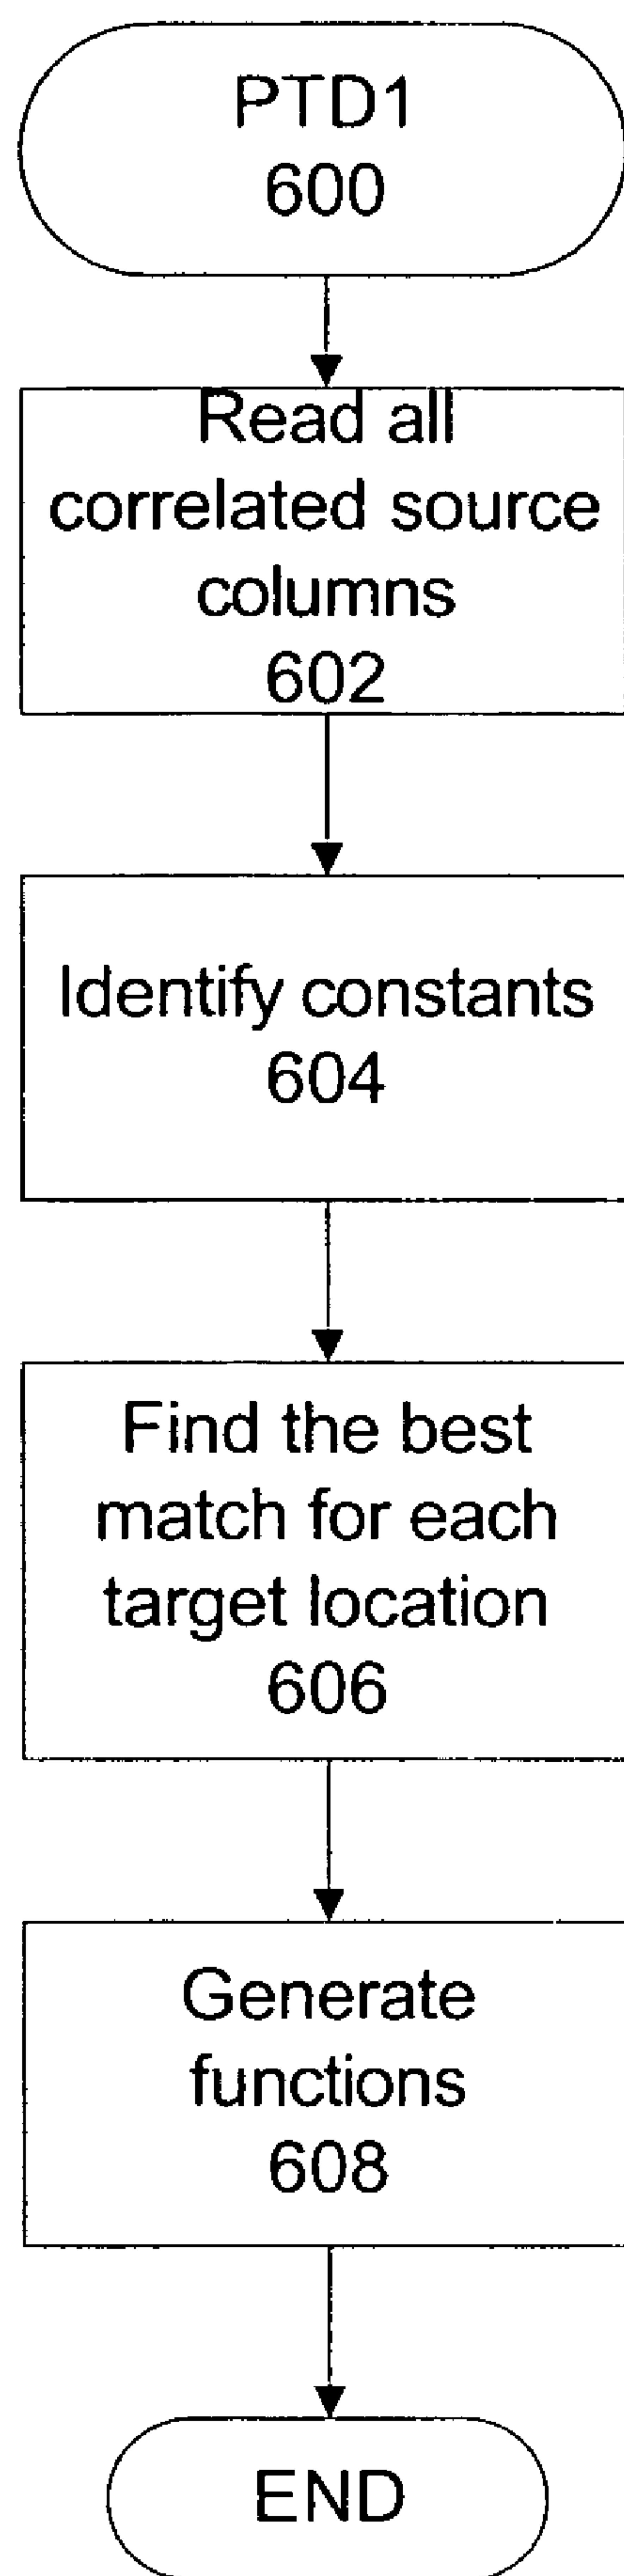 PTD1
600
Read all
correlated source
columns
602
Identify constants
604
Find the best
match for each
target location
606
Generate
functions
608
END